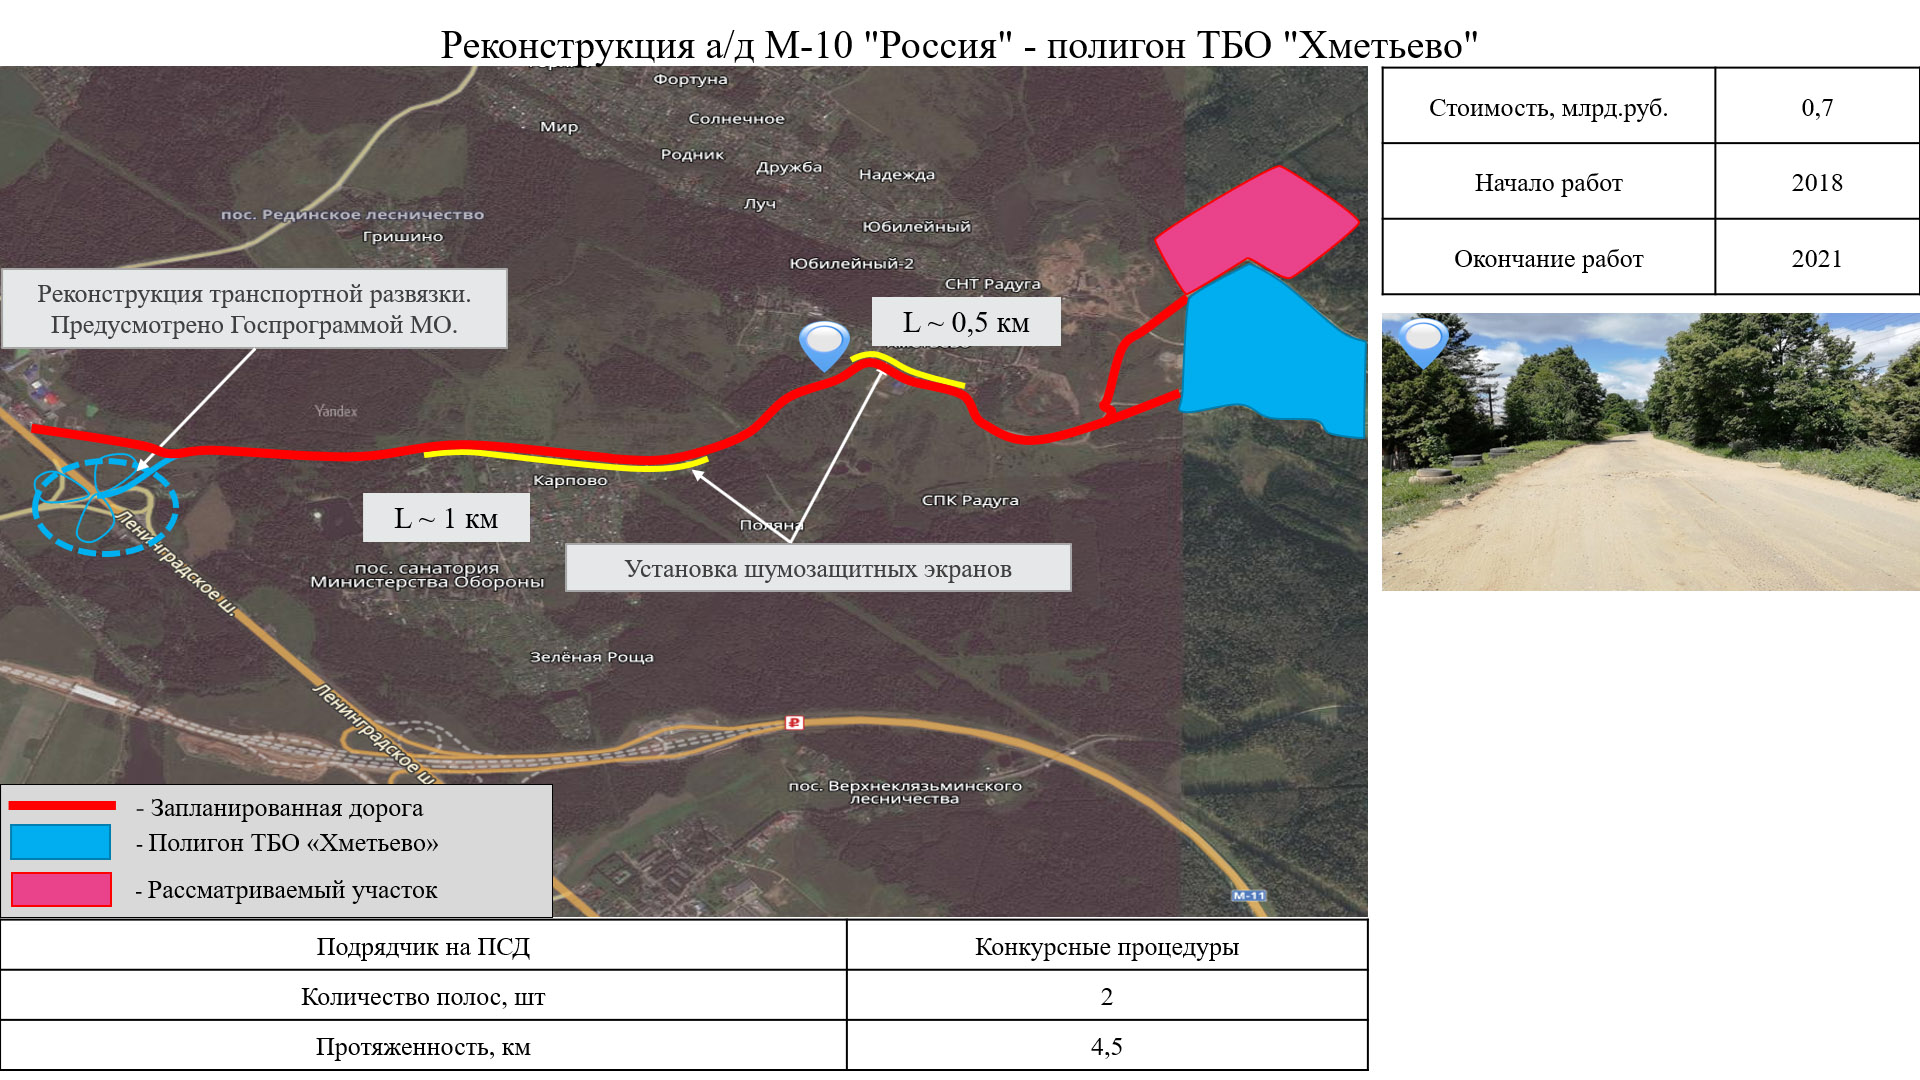 Реконструкция а/д М-10 "Россия" - полигон ТБО "Хметьево"
Фортуна
Солнечное
Мир
Родник
Дружба
Надежда
Луч
пос. Рединское лесничество
Гришино
Юбилейный
Юбилейный-2
СНТ Радуга
Реконструкция транспортной развязки.
Предусмотрено Госпрограммой МО.
L ~ 0,5 км
Yandex
Карпово
L ~ 1 км
СПК Радуга
Поляна
Ленинградское ш.
пос. санатория
Министерства Обороны
Установка шумозащитных экранов
Зелёная Роща
Ленинградское ш.
₽
пос. Верхнеклязьминского
лесничества
М-11
- Запланированная дорога
- Полигон ТБО «Хметьево»
- Рассматриваемый участок
Стоимость, млрд.руб. 0,7
Начало работ 2018
Окончание работ 2021
Подрядчик на ПСД Конкурсные процедуры
Количество полос, шт 2
Протяженность, км 4,5